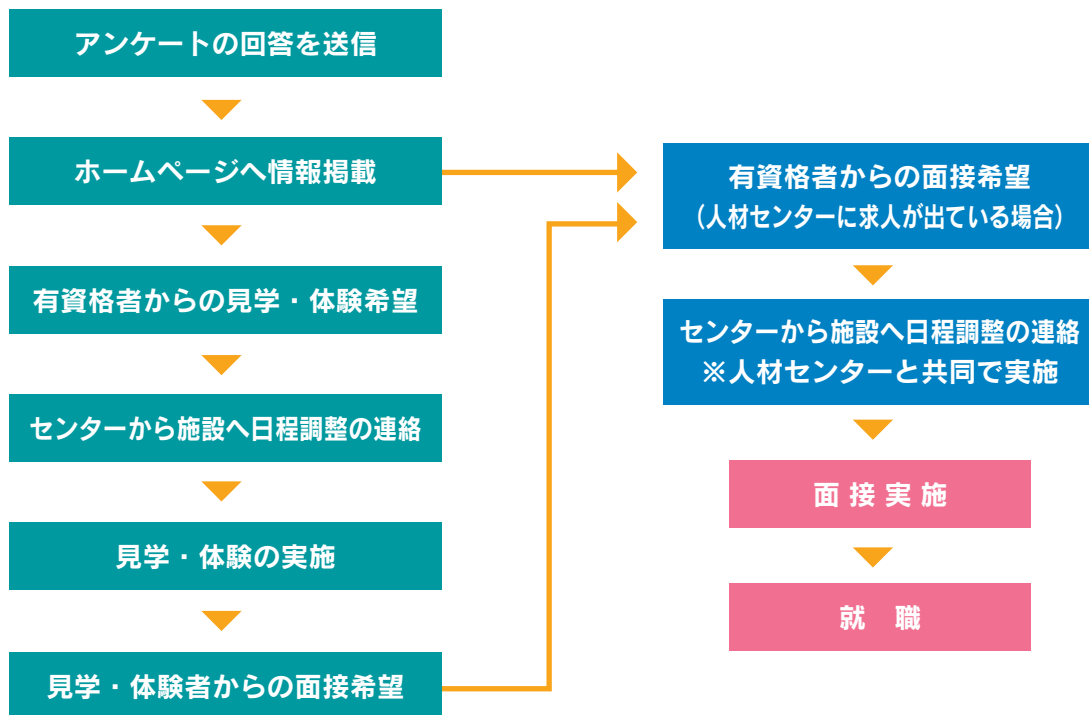 アンケートの回答を送信
ホームページへ情報掲載
有資格者からの見学・体験希望
センターから施設へ日程調整の連絡
見学・体験の実施
見学・体験者からの面接希望
有資格者からの面接希望
（人材センターに求人が出ている場合）
センターから施設へ日程調整の連絡
※人材センターと共同で実施
面接実施
就　職